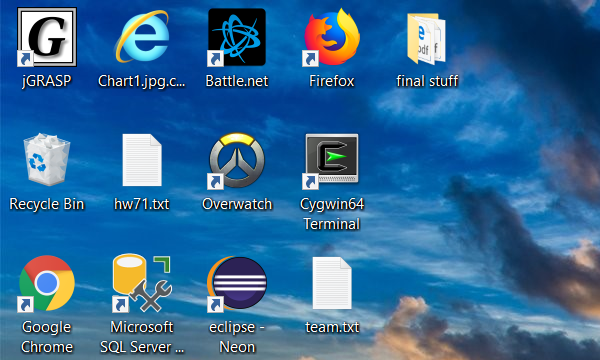 G
jGRASP
Chart1.jpg.c...
Battle.net
Firefox
final stuff
Recycle Bin
hw71.txt
Overwatch
Cygwin64
Terminal
Google
Chrome
Microsoft
SQL Server ...
eclipse -
Neon
team.txt